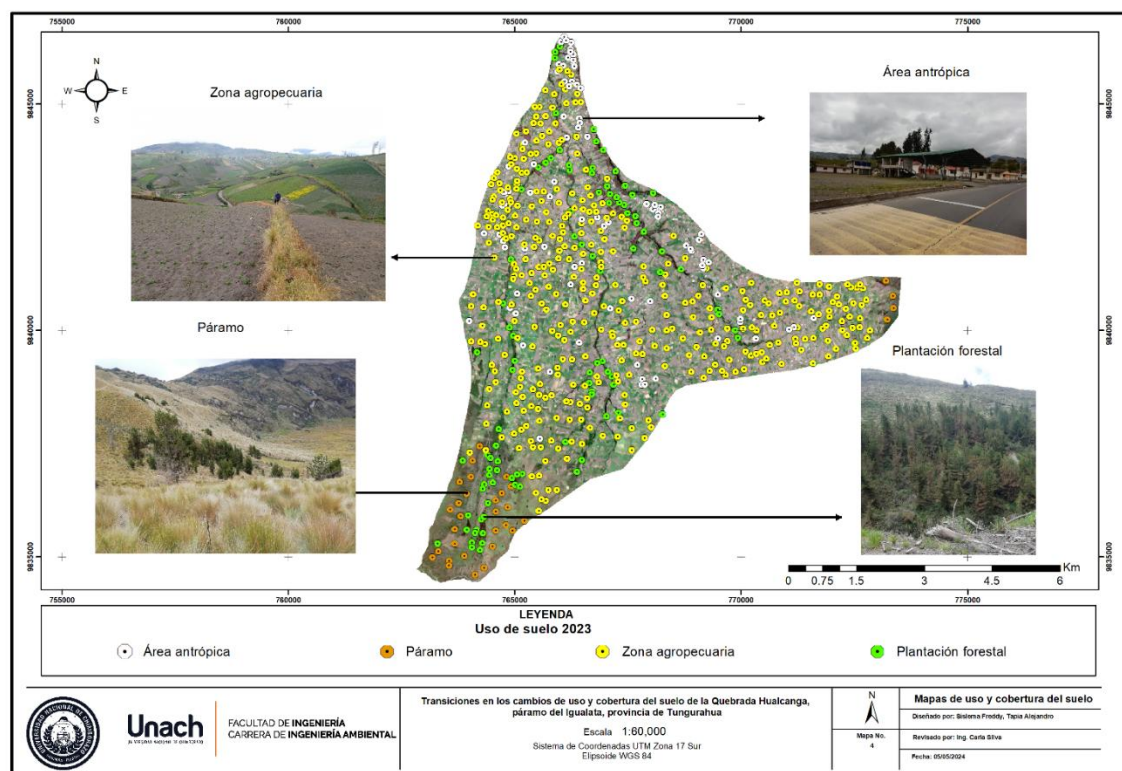 755000 760000 765000 770000 775000
N
W E
S
Zona agropecuaria
Área antrópica
9845000 9845000
Páramo
Plantación forestal
9840000 9840000
9835000 9835000
Km
0 0.75 1.5 3 4.5 6
755000 760000 765000 770000 775000
LEYENDA
Uso de suelo 2023
Área antrópica Páramo Zona agropecuaria Plantación forestal
Unach
FACULTAD DE INGENIERÍA
CARRERA DE INGENIERÍA AMBIENTAL
Transiciones en los cambios de uso y cobertura del suelo de la Quebrada Hualcanga,
páramo del Igualata, provincia de Tungurahua
Escala 1:60,000
Sistema de Coordenadas UTM Zona 17 Sur
Elipsoide WGS 84
N
Mapa No.
4
Mapas de uso y cobertura del suelo
Diseñado por: Bisloma Freddy, Tapia Alejandro
Revisado por: Ing. Carla Silva
Fecha: 05/05/2024